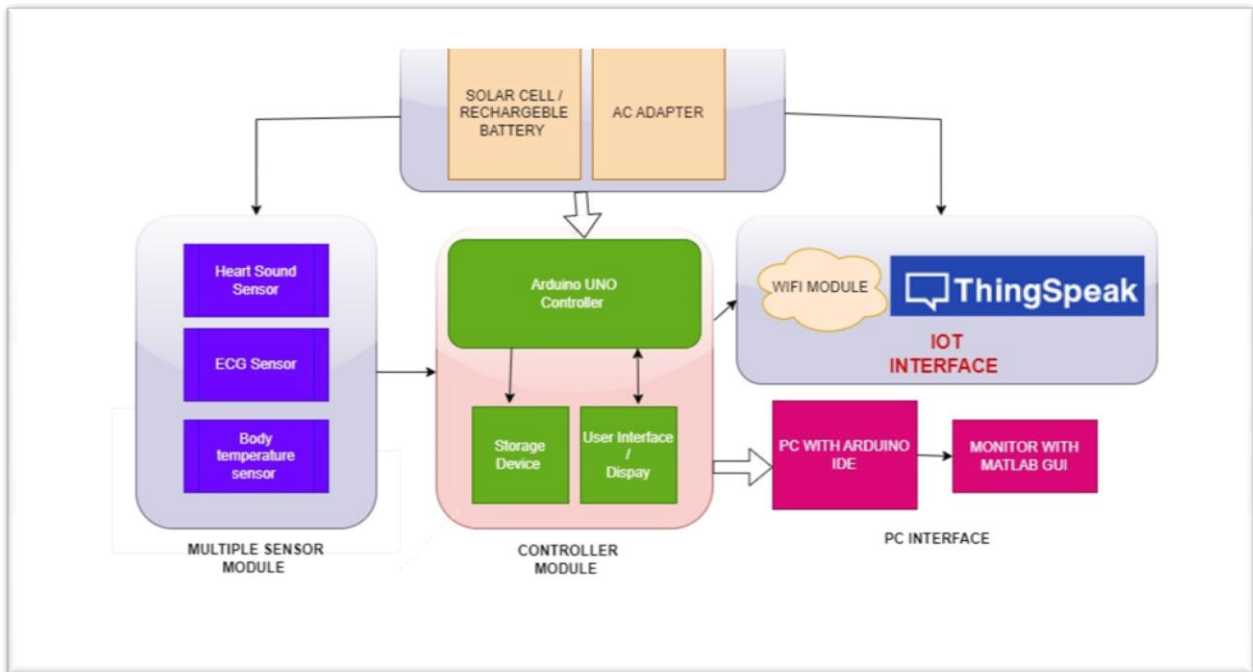 SOLAR CELL /
RECHARGEBLE
BATTERY
AC ADAPTER
Heart Sound
Sensor
ECG Sensor
Body
temperature
sensor
MULTIPLE SENSOR
MODULE
Arduino UNO
Controller
Storage
Device
User Interface
/
Dispay
CONTROLLER
MODULE
WIFI MODULE
ThingSpeak
IOT
INTERFACE
PC WITH ARDUINO
IDE
MONITOR WITH
MATLAB GUI
PC INTERFACE